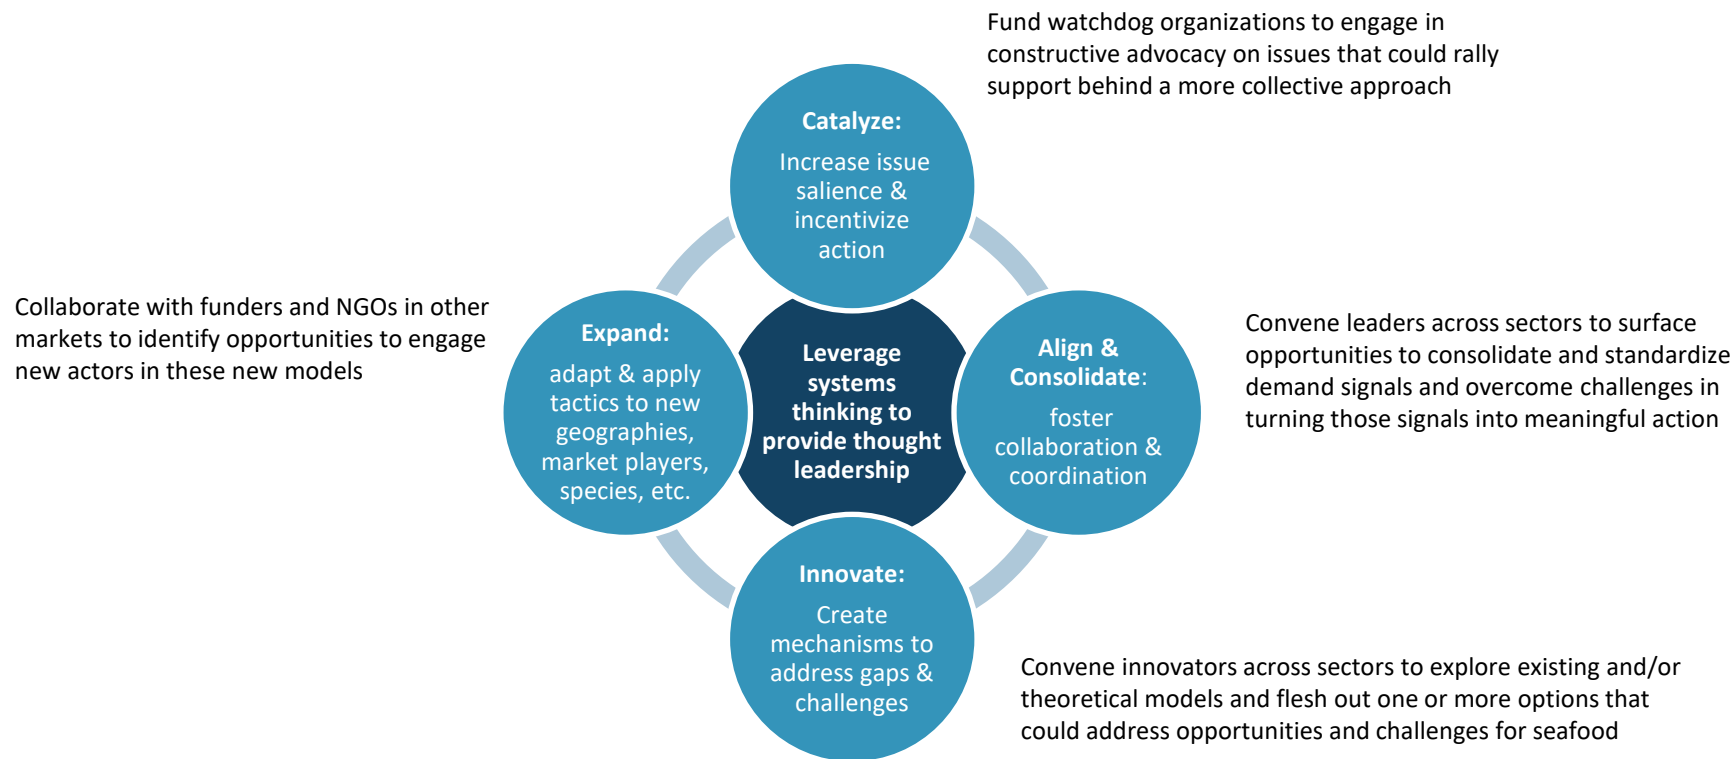 Fund watchdog organizations to engage in
constructive advocacy on issues that could rally
support behind a more collective approach
Catalyze:
Increase issue
salience &
incentivize
action
Collaborate with funders and NGOs in other
markets to identify opportunities to engage
new actors in these new models
Expand:
adapt & apply
tactics to new
geographies,
market players,
species, etc.
Leverage
systems
thinking to
provide thought
leadership
Align &
Consolidate:
foster
collaboration &
coordination
Convene leaders across sectors to surface
opportunities to consolidate and standardize
demand signals and overcome challenges in
turning those signals into meaningful action
Innovate:
Create
mechanisms to
address gaps &
challenges
Convene innovators across sectors to explore existing and/or
theoretical models and flesh out one or more options that
could address opportunities and challenges for seafood